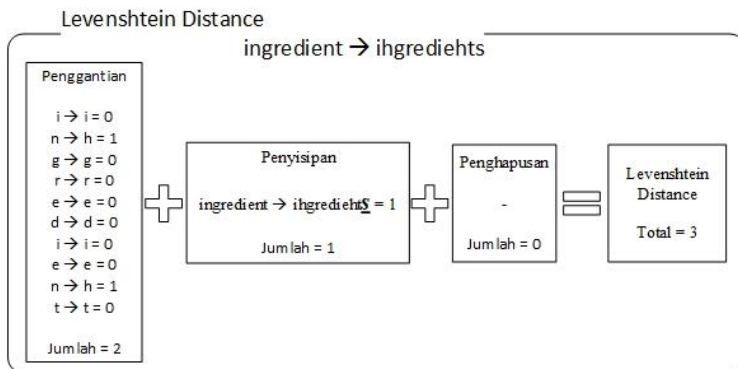 Levenshtein Distance
ingredient → ihgrediehts
Penggantian
i → i = 0
n → h = 1
g → g = 0
r → r = 0
e → e = 0
d → d = 0
i → i = 0
e → e = 0
n → h = 1
t → t = 0
Jumlah = 2
Penyisipan
ingredient → ihgrediehtS = 1
Jumlah = 1
Penghapusan
-
Jumlah = 0
Levenshtein
Distance
Total = 3